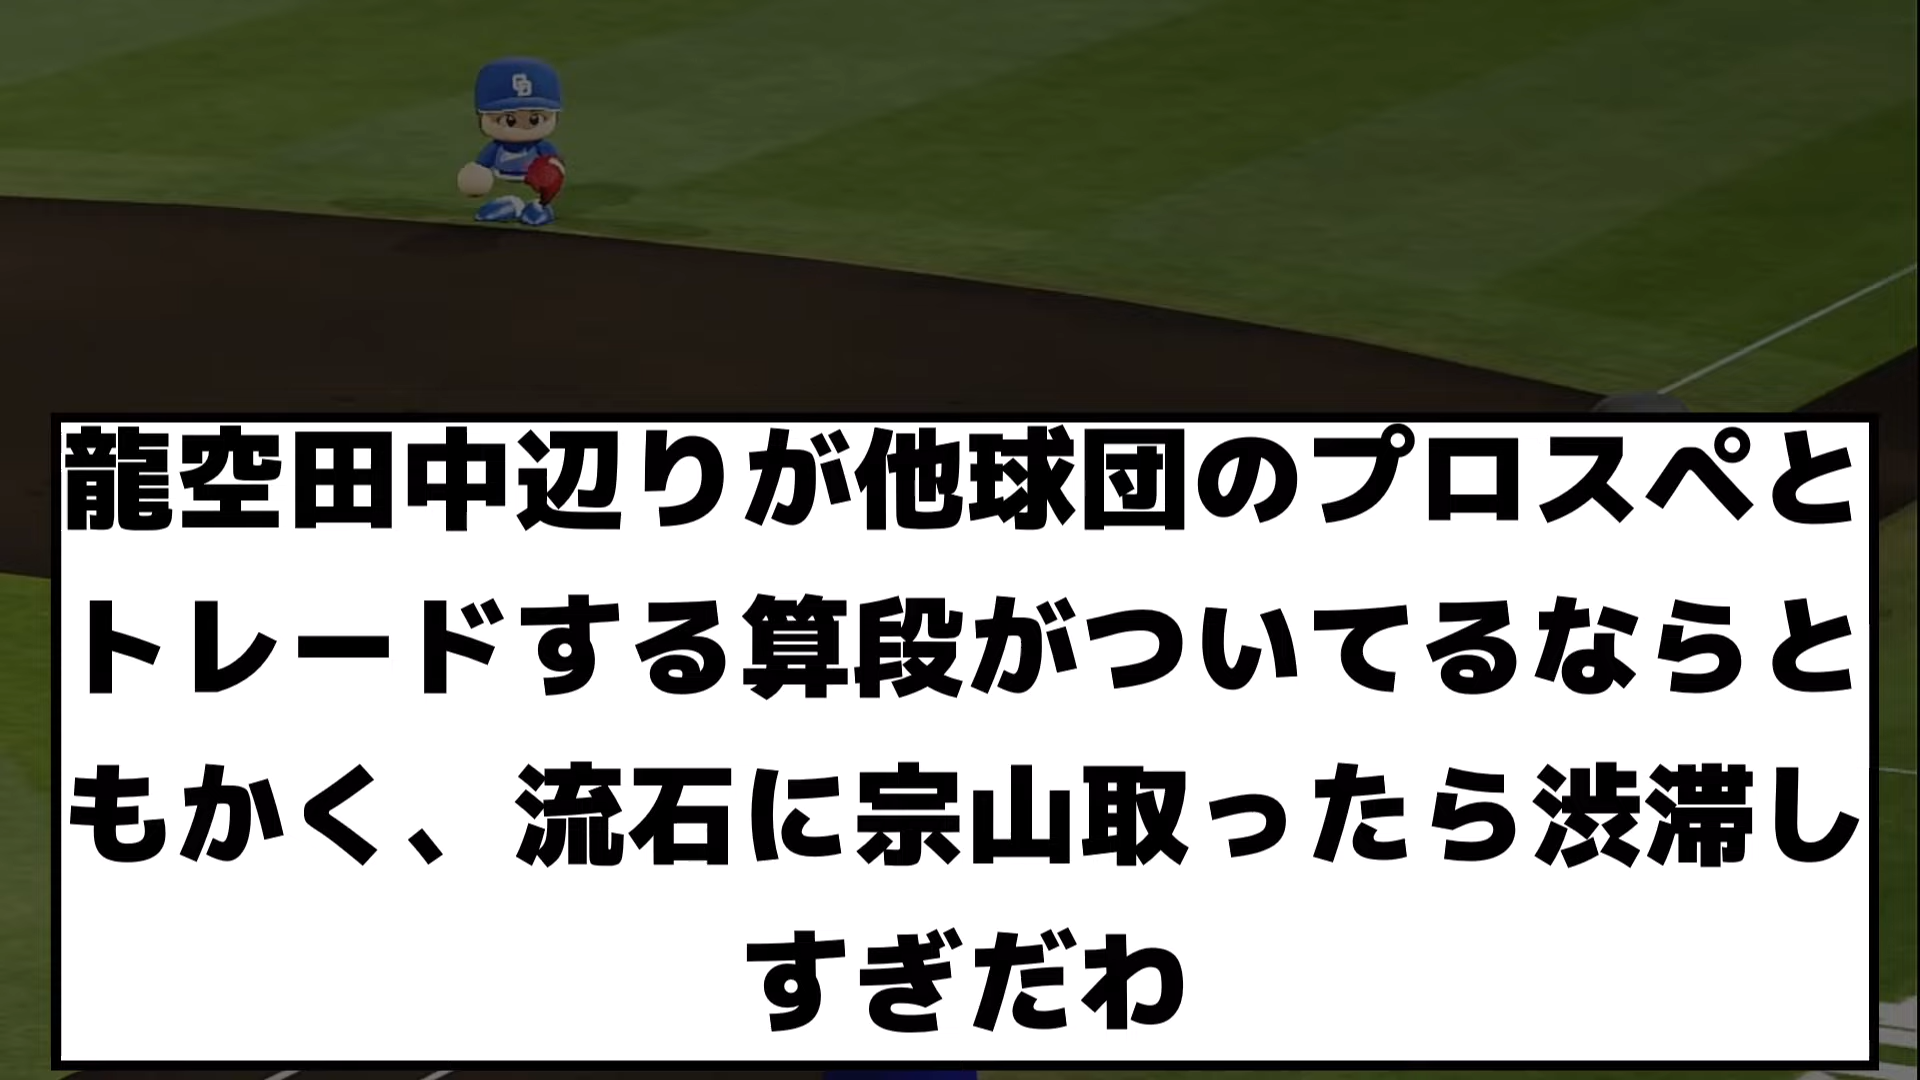 龍空田中辺りが他球団のプロスペと
トレードする算段がついてるならと
もかく、流石に宗山取ったら渋滞し
すぎだわ